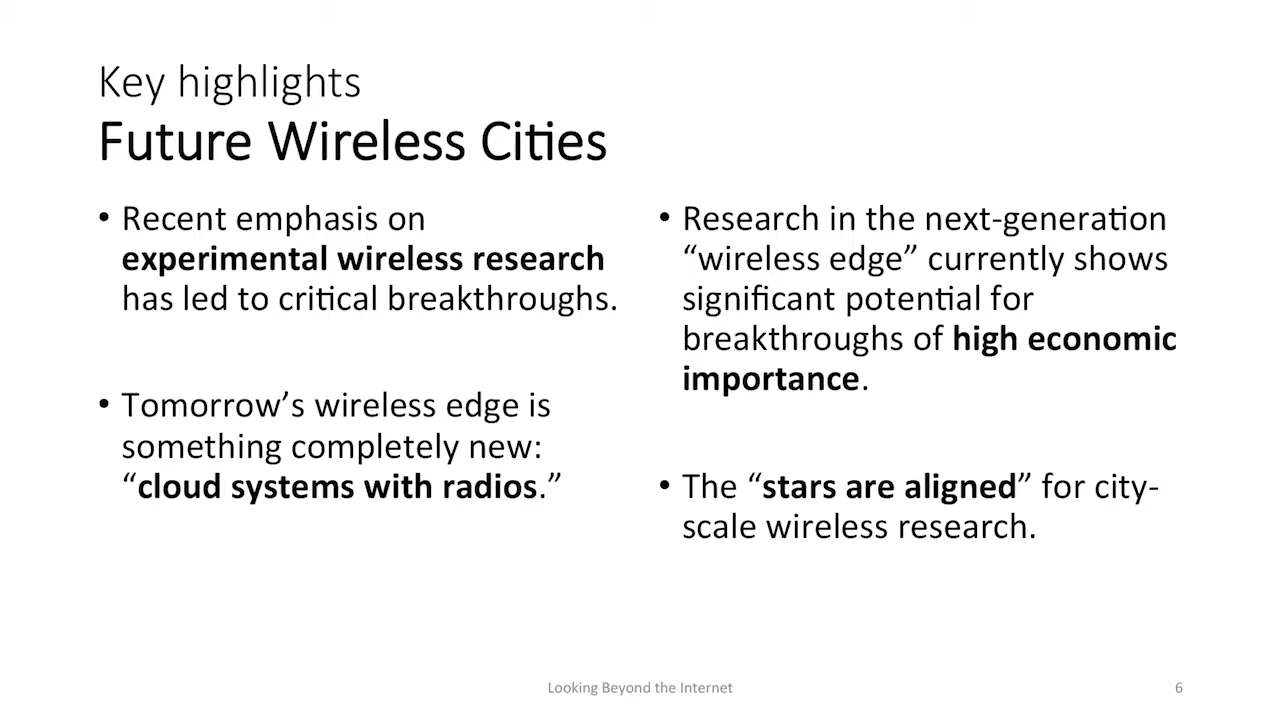 Key highlights
Future Wireless Cities
• Recent emphasis on
experimental wireless research
has led to critical breakthroughs.
• Tomorrow’s wireless edge is
something completely new:
“cloud systems with radios.”
• Research in the next-generation
“wireless edge” currently shows
significant potential for
breakthroughs of high economic
importance.
• The “stars are aligned” for city-
scale wireless research.
Looking Beyond the Internet
6